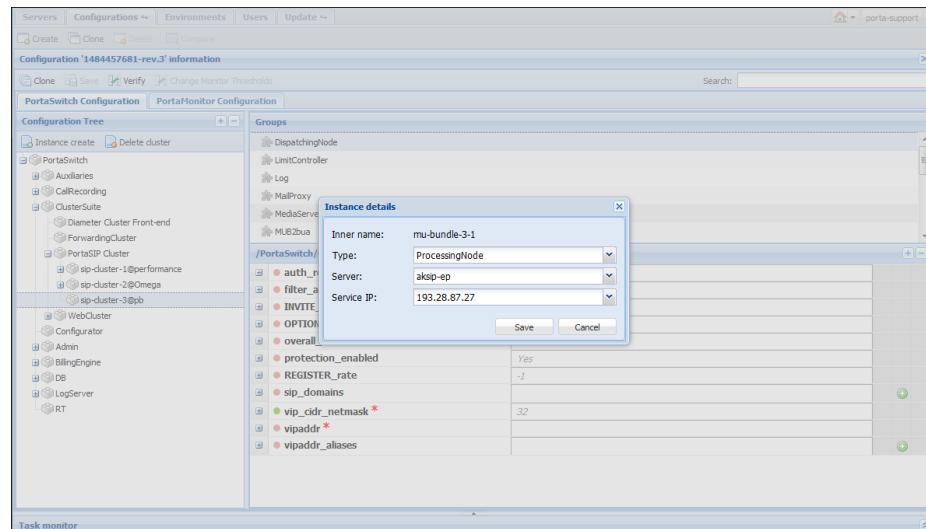 Servers Configurations Environments Users Update porta-support
Create Clone Delete Compare
Configuration '1484457681-rev.3' information
Clone Save Verify Change Monitor Thresholds Search:
PortaSwitch Configuration PortaMonitor Configuration
Configuration Tree
Instance create Delete cluster
PortaSwitch
Auxiliaries
CallRecording
ClusterSuite
Diameter Cluster Front-end
ForwardingCluster
PortaSIP Cluster
sip-cluster-1@performance
sip-cluster-2@Omega
sip-cluster-3@pb
WebCluster
Configurator
Admin
BillingEngine
DB
LogServer
RT
Groups
DispatchingNode
LimitController
Log
MailProxy
MediaServe
MUB2bua
Instance details
Inner name: mu-bundle-3-1
Type: ProcessingNode
Server: aksip-ep
Service IP: 193.28.87.27
Save Cancel
/PortaSwitch/
auth_r
filter_a
INVITE_
OPTION
overall_
protection_enabled Yes
REGISTER_rate -1
sip_domains
vip_cidr_netmask * 32
vipaddr *
vipaddr_aliases
Task monitor